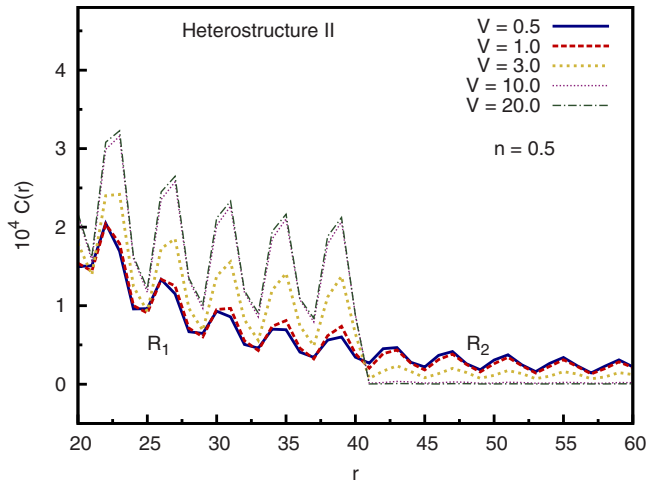 Heterostructure II
V = 0.5
V = 1.0
V = 3.0
V = 10.0
V = 20.0
n = 0.5
10⁴ C(r)
4
3
2
1
0
R₁
R₂
20 25 30 35 40 45 50 55 60
r